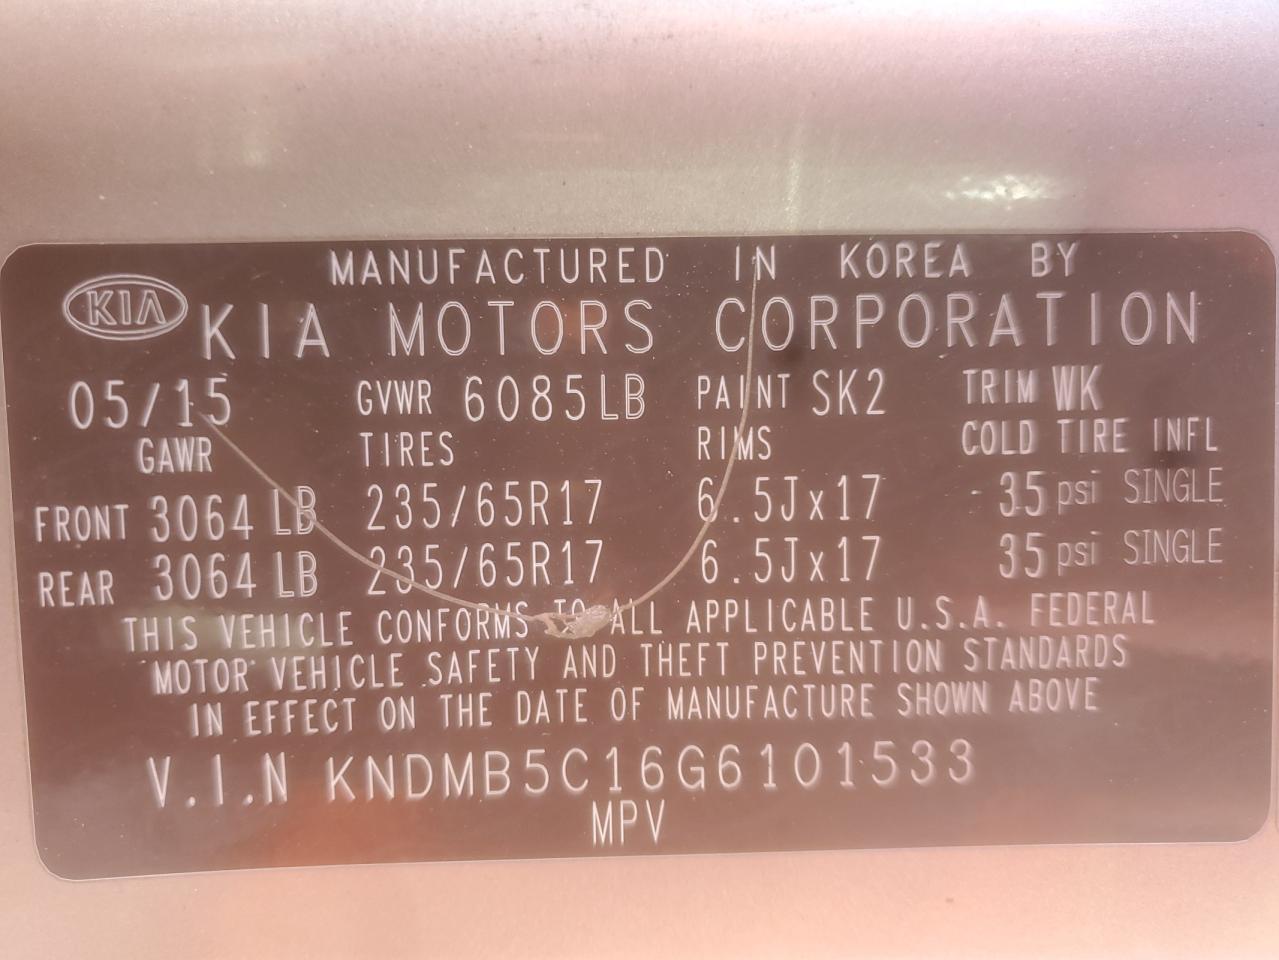 MANUFACTURED IN KOREA BY
KIA KIA MOTORS CORPORATION
05/15 GVWR 6085LB PAINT SK2 TRIM WK
GAWR TIRES RIMS COLD TIRE INFL
FRONT 3064 LB 235/65R17 6.5Jx17 35 psi SINGLE
REAR 3064 LB 235/65R17 6.5Jx17 35 psi SINGLE
THIS VEHICLE CONFORMS TO ALL APPLICABLE U.S.A. FEDERAL
MOTOR VEHICLE SAFETY AND THEFT PREVENTION STANDARDS
IN EFFECT ON THE DATE OF MANUFACTURE SHOWN ABOVE
V.I.N KNDMB5C16G6101533
MPV